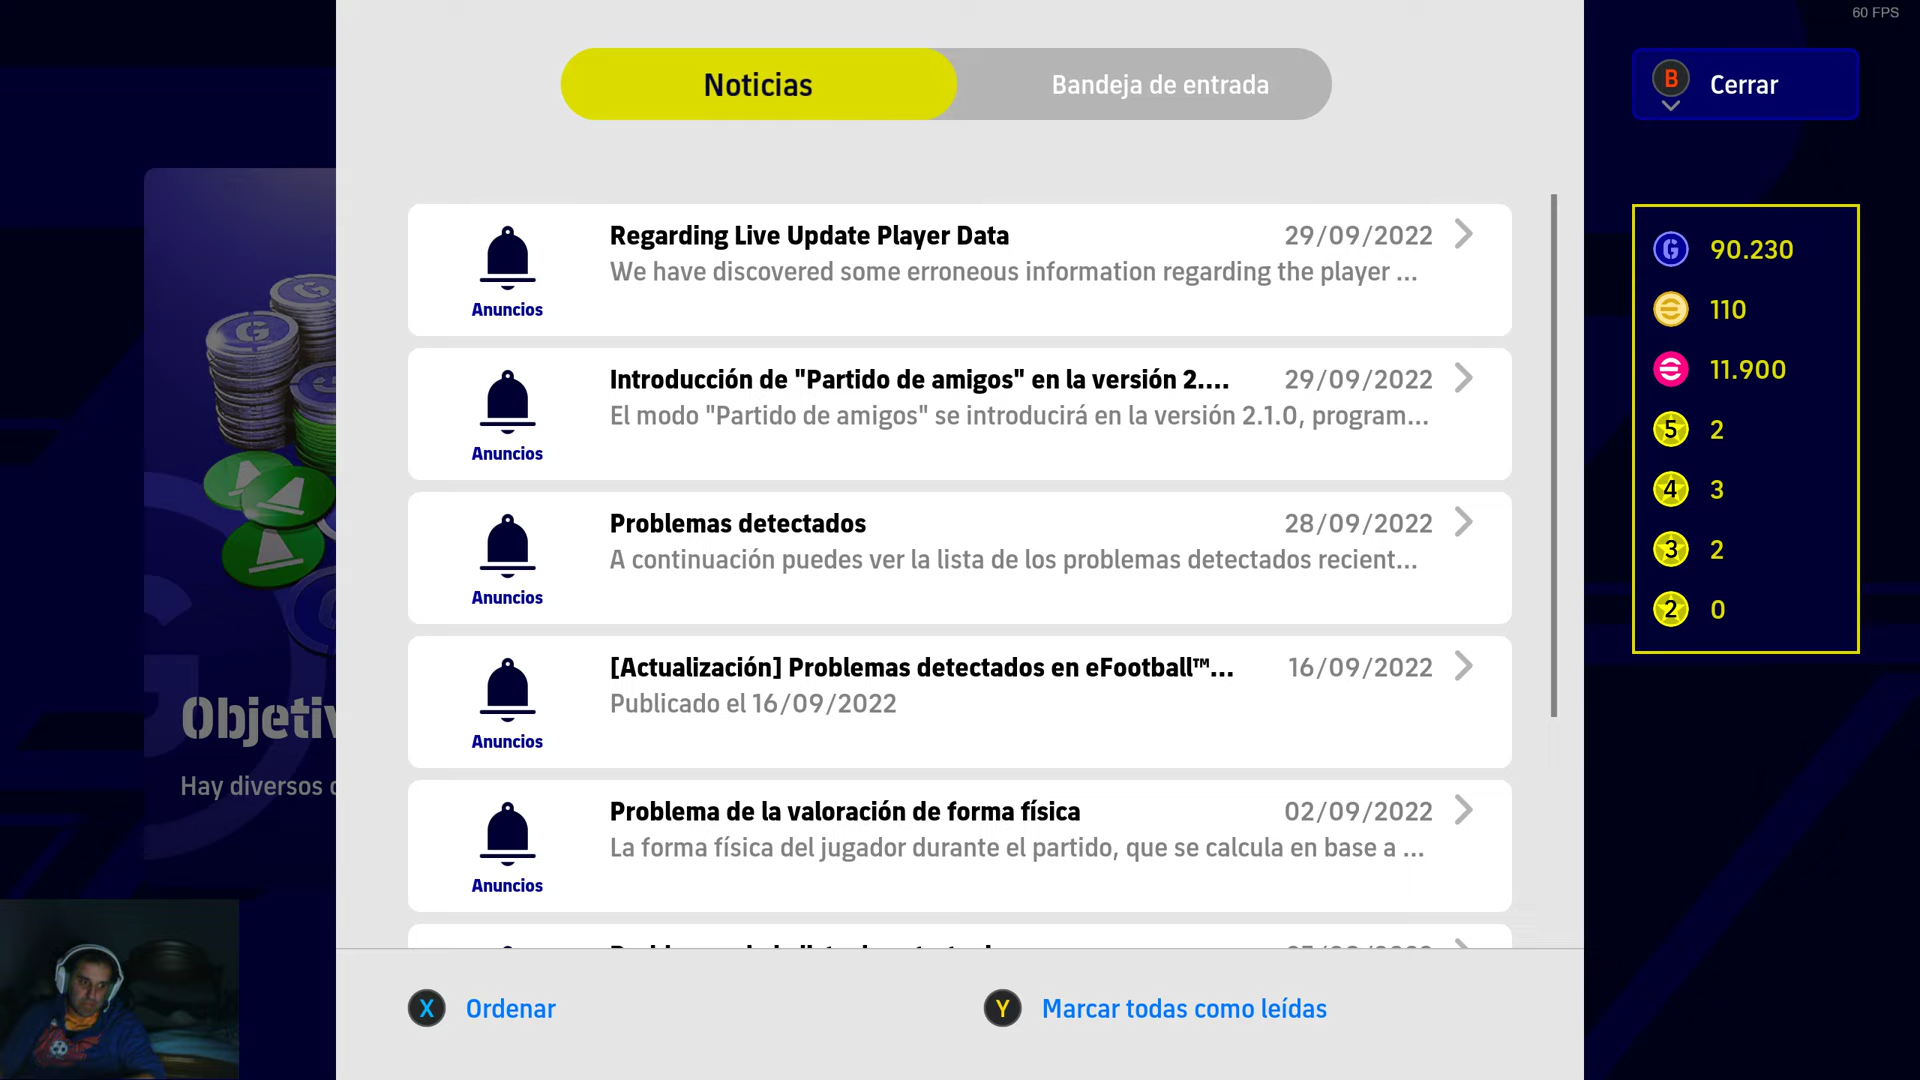 60 FPS
Noticias
Bandeja de entrada
B
Cerrar
Regarding Live Update Player Data
29/09/2022
We have discovered some erroneous information regarding the player ...
Anuncios
Introducción de "Partido de amigos" en la versión 2....
29/09/2022
El modo "Partido de amigos" se introducirá en la versión 2.1.0, program...
Anuncios
Problemas detectados
28/09/2022
A continuación puedes ver la lista de los problemas detectados recient...
Anuncios
[Actualización] Problemas detectados en eFootball™...
16/09/2022
Publicado el 16/09/2022
Anuncios
Problema de la valoración de forma física
02/09/2022
La forma física del jugador durante el partido, que se calcula en base a ...
Anuncios
G 90.230
110
11.900
5 2
4 3
3 2
2 0
Objetiv
Hay diversos
X Ordenar
Y Marcar todas como leídas